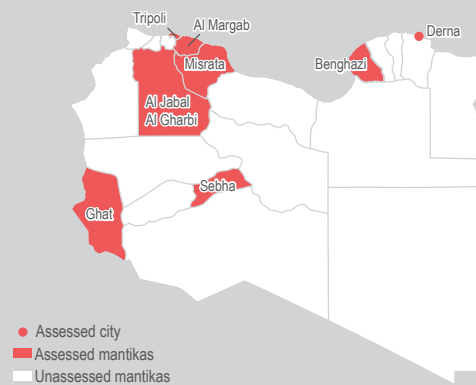 Tripoli
Al Margab
Derna
Misrata
Benghazi
Al Jabal
Al Gharbi
Sebha
Ghat
Assessed city
Assessed mantikas
Unassessed mantikas